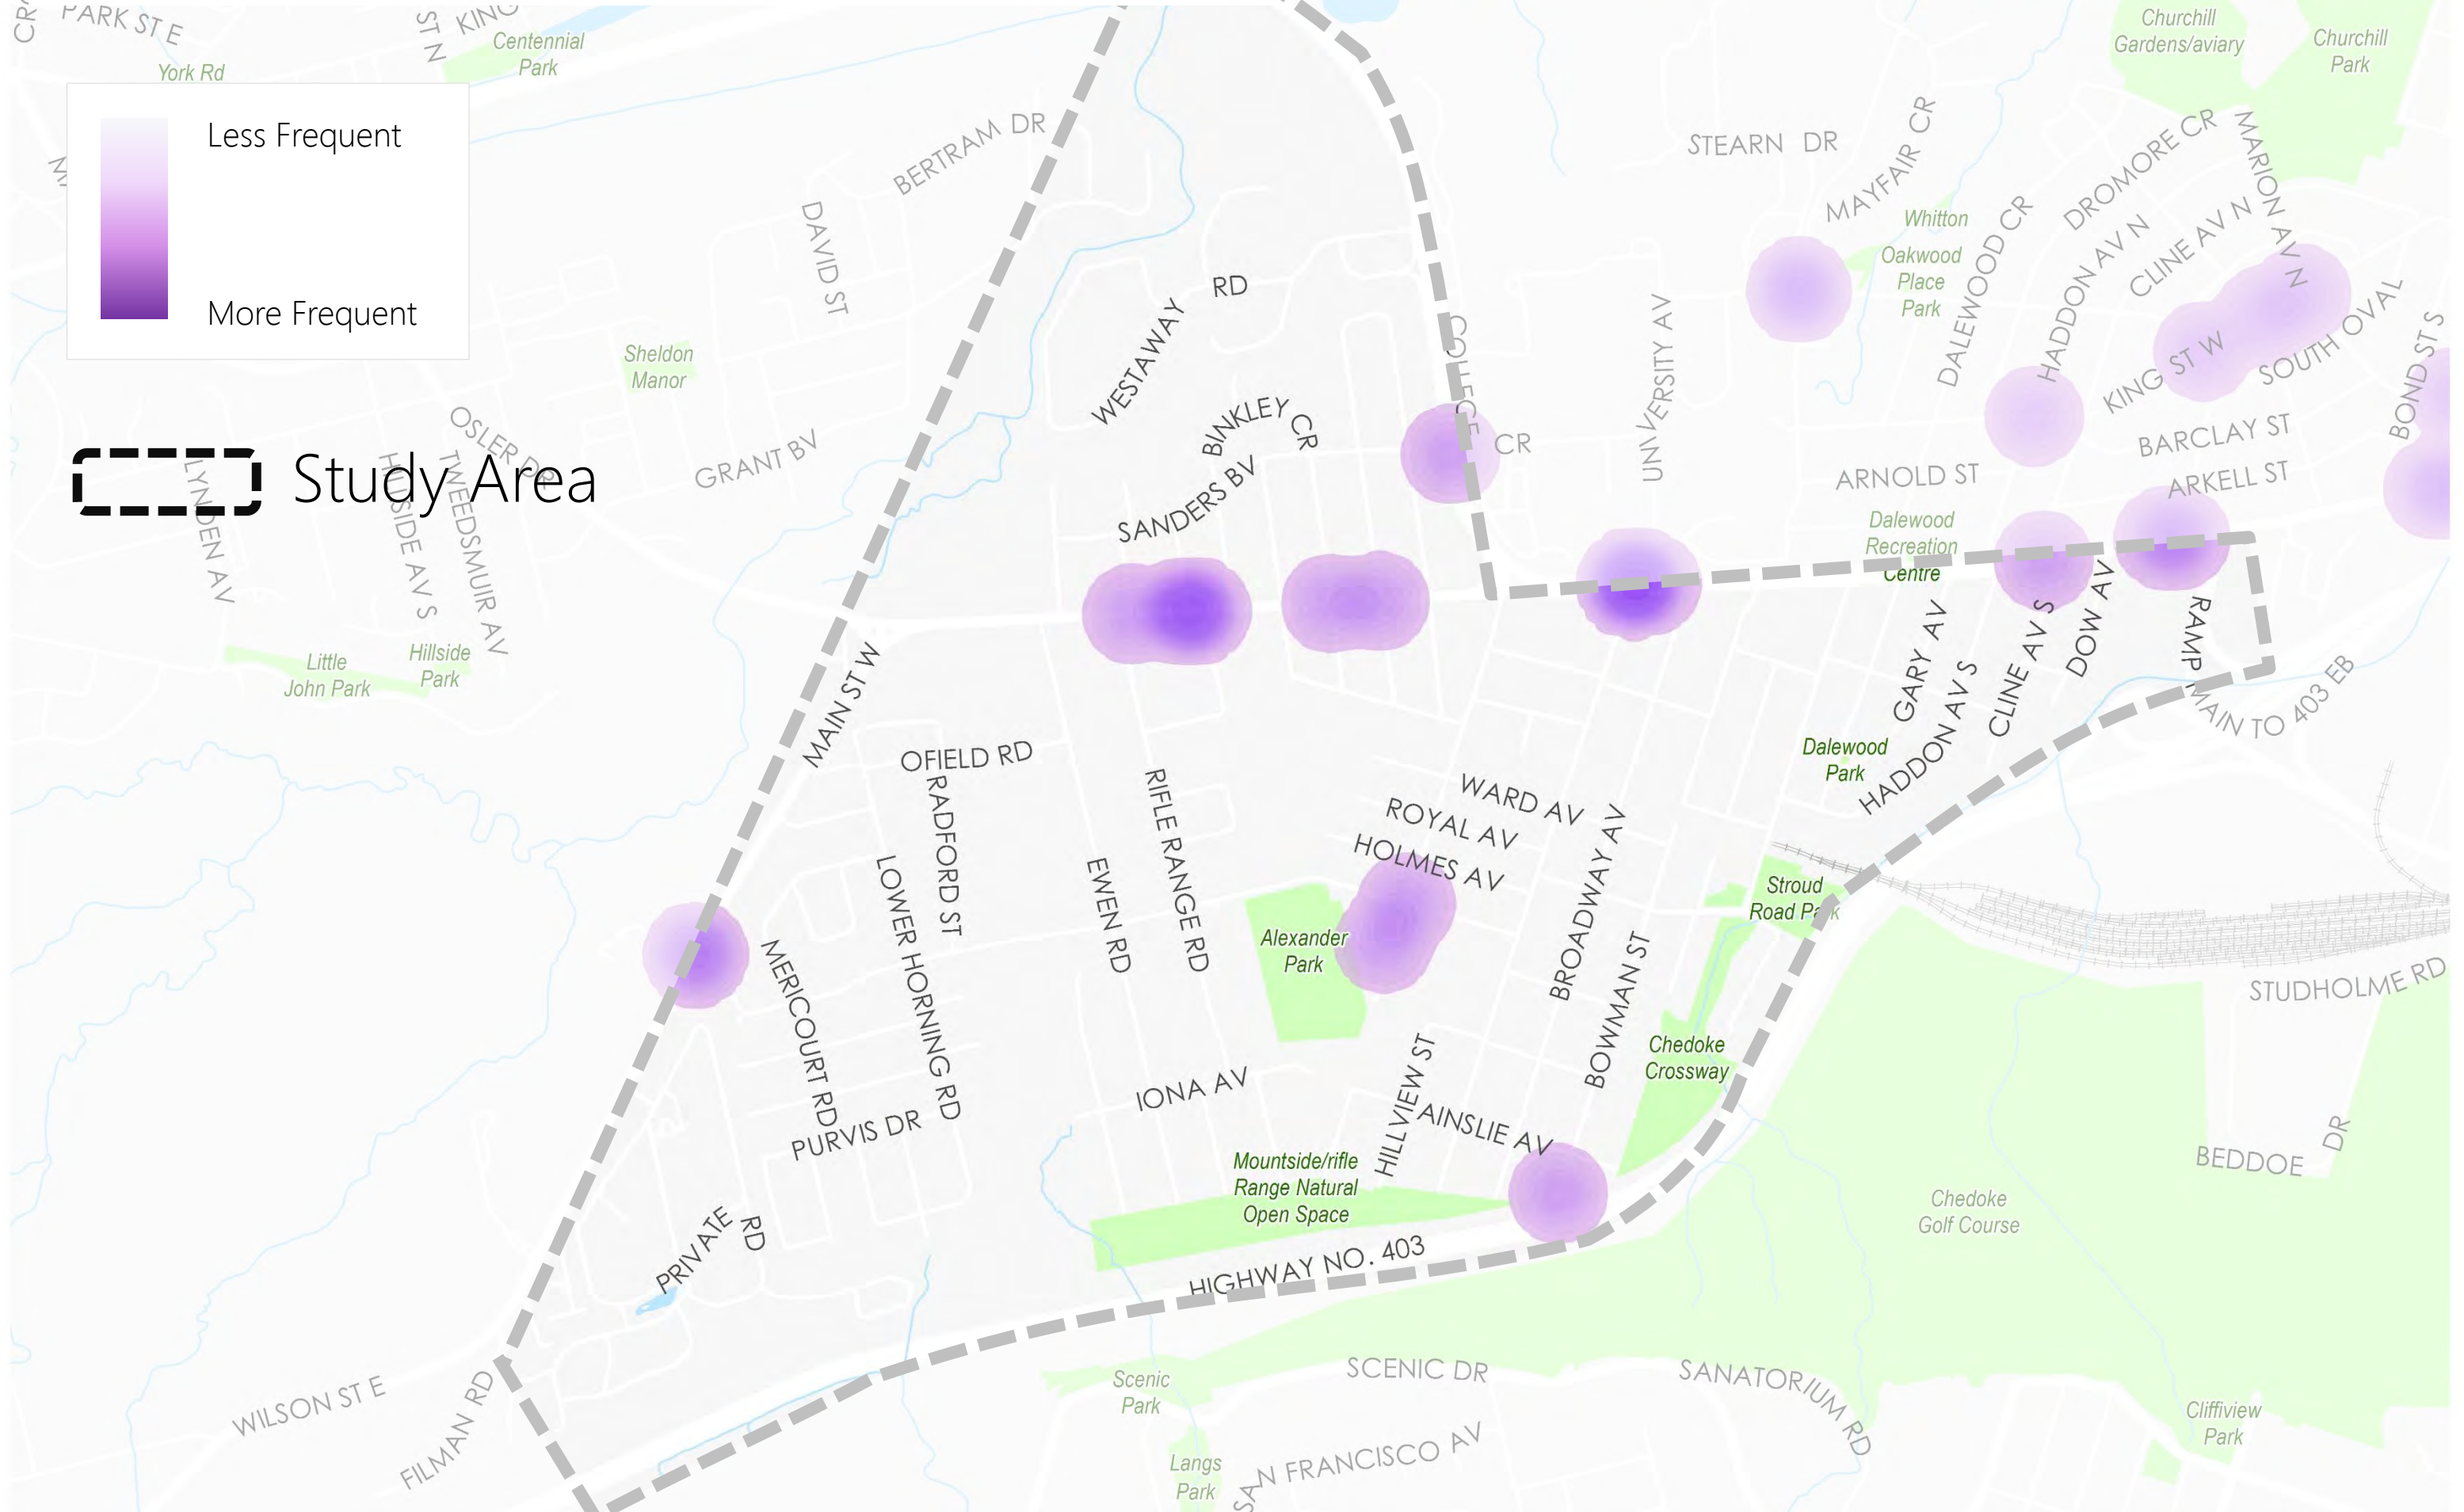 PARK ST E
ST N
KING
Centennial
Park
York Rd
Churchill
Gardens/aviary
Churchill
Park
Less Frequent
More Frequent
Study Area
BERTRAM DR
DAVID ST
STEARN DR
MAYFAIR CR
DROMORE CR
MARION AV N
Whitton
Oakwood
Place
Park
DALEWOOD CR
HADDON AV N
CLINE AV N
KING ST W
SOUTH OVAL
BOND ST S
BARCLAY ST
ARKELL ST
ARNOLD ST
Dalewood
Recreation
Centre
Sheldon
Manor
OSLER DR
GRANT BV
LYNDEN AV
HILLSIDE AV S
TWEEDSMUIR AV
Little
John Park
Hillside
Park
WESTAWAY RD
BINKLEY CR
SANDERS BV
COLLEGE CR
UNIVERSITY AV
MAIN ST W
OFIELD RD
RADFORD ST
LOWER HORNING RD
MERICOURT RD
PURVIS DR
PRIVATE RD
EWEN RD
RIFLE RANGE RD
IONA AV
WARD AV
ROYAL AV
HOLMES AV
BROADWAY AV
BOWMAN ST
HILLVIEW ST
AINSLIE AV
Alexander
Park
GARY AV
HADDON AV S
CLINE AV S
DOW AV
RAMP
MAIN TO 403 EB
Dalewood
Park
Stroud
Road Park
Chedoke
Crossway
Mountside/rifle
Range Natural
Open Space
HIGHWAY NO. 403
STUDHOLME RD
BEDDOE DR
Chedoke
Golf Course
WILSON ST E
FILMAN RD
Scenic
Park
SCENIC DR
SANATORIUM RD
SAN FRANCISCO AV
Langs
Park
Cliffview
Park